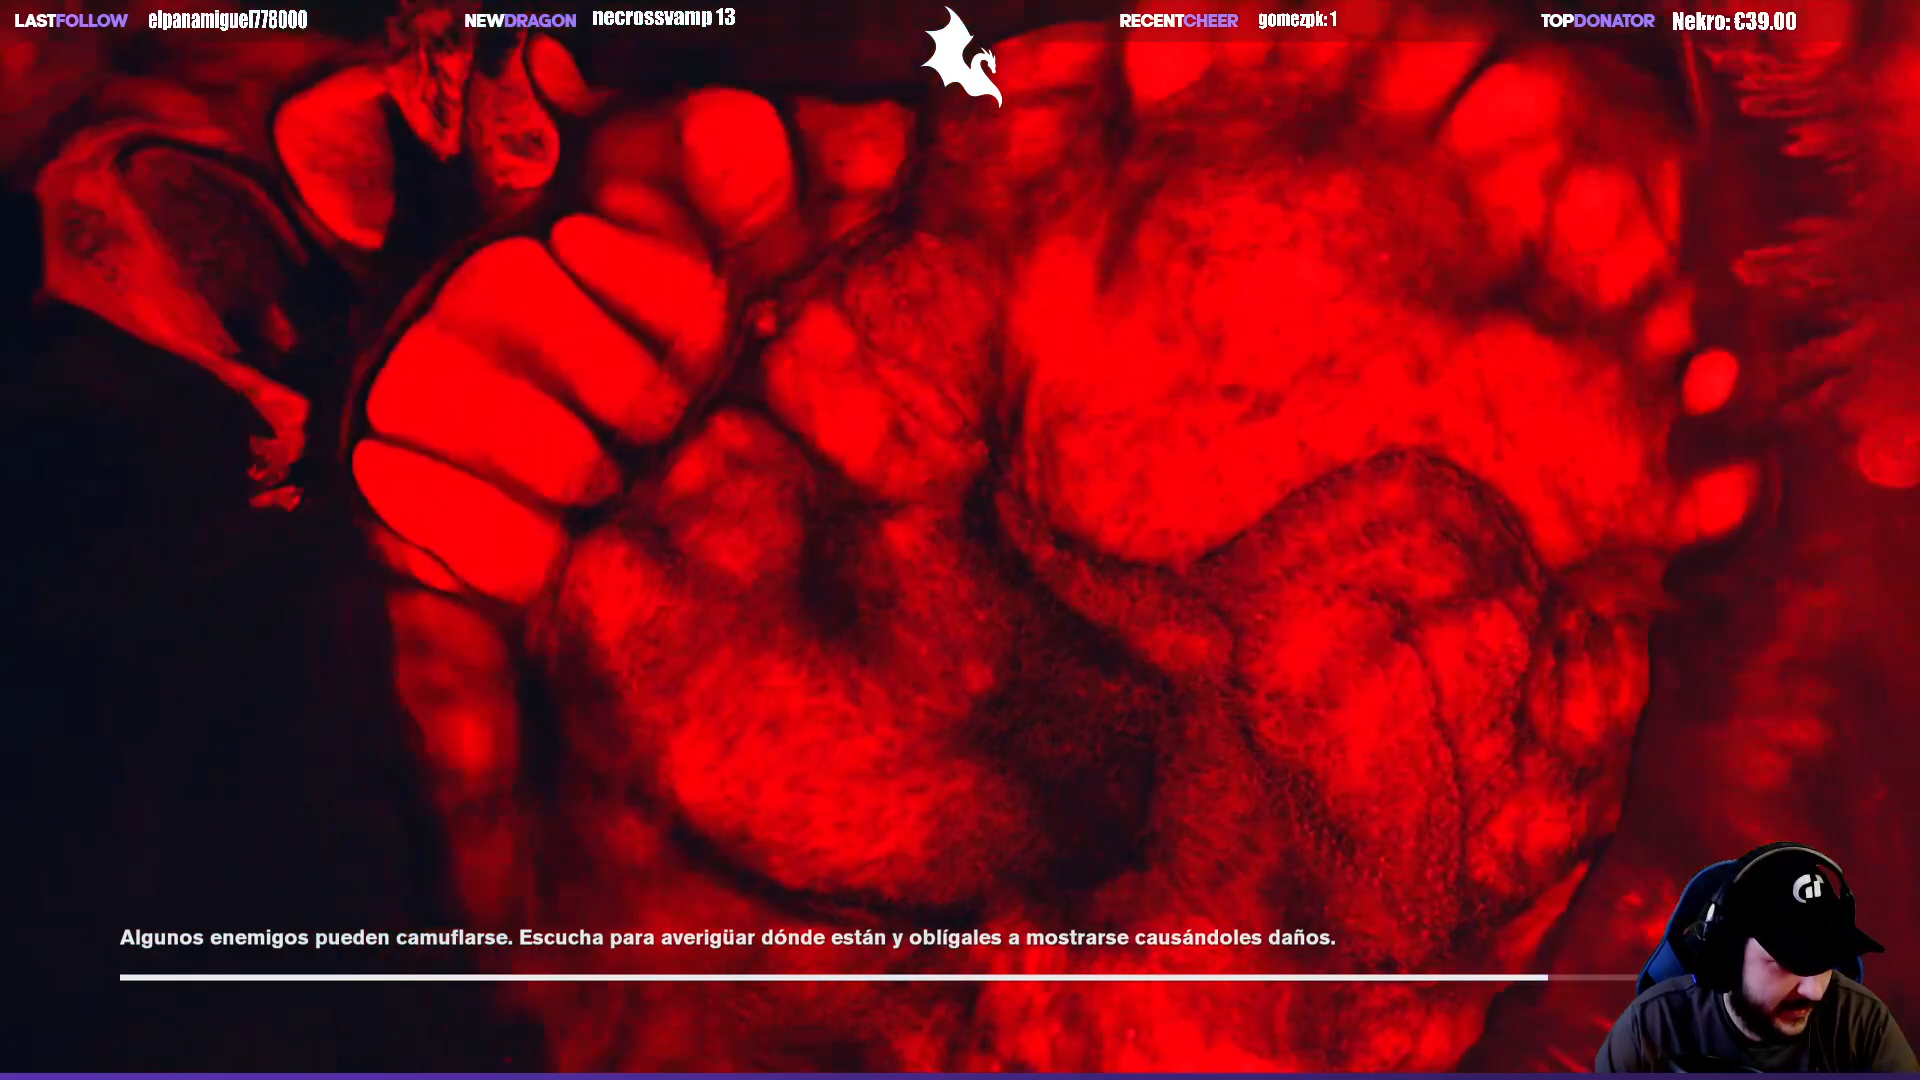 LASTFOLLOW elpanamiguel778000 NEWDRAGON necrossvamp 13 RECENTCHEER gomezpk: 1 TOPDONATOR Nekro: €39.00
Algunos enemigos pueden camuflarse. Escucha para averigüar dónde están y oblígales a mostrarse causándoles daños.